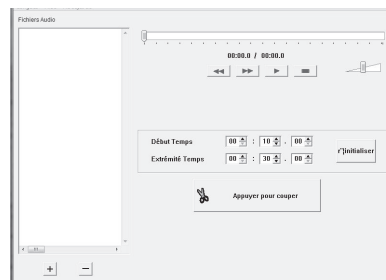 Fichiers Audio
00:00.0 / 00:00.0
Début Temps 00 : 10 . 00
Extrémité Temps 00 : 30 . 00
r˜initialiser
Appuyer pour couper
+ −